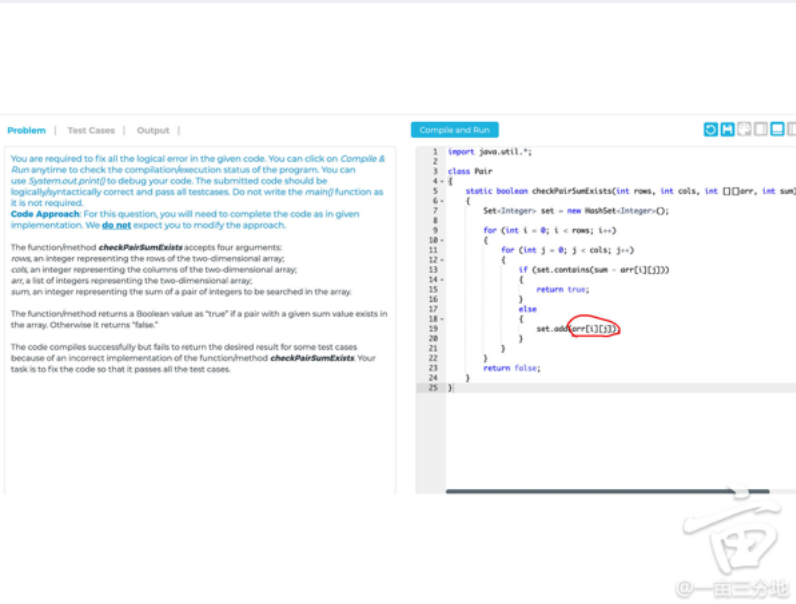 Problem | Test Cases | Output |
Compile and Run
You are required to fix all the logical error in the given code. You can click on Compile &
Run anytime to check the compilation/execution status of the program. You can
use System.out.print() to debug your code. The submitted code should be
logically/syntactically correct and pass all testcases. Do not write the main() function as
it is not required.
Code Approach: For this question, you will need to complete the code as in given
implementation. We do not expect you to modify the approach.
The function/method checkPairSumExists accepts four arguments:
rows, an integer representing the rows of the two-dimensional array;
cols, an integer representing the columns of the two-dimensional array;
arr, a list of integers representing the two-dimensional array;
sum, an integer representing the sum of a pair of integers to be searched in the array.
The function/method returns a Boolean value as "true" if a pair with a given sum value exists in
the array. Otherwise it returns "false."
The code compiles successfully but fails to return the desired result for some test cases
because of an incorrect implementation of the function/method checkPairSumExists. Your
task is to fix the code so that it passes all the test cases.
1 import java.util.*;
2
3 class Pair
4 {
5 static boolean checkPairSumExists(int rows, int cols, int [][]arr, int sum)
6 {
7 Set<Integer> set = new HashSet<Integer>();
8
9 for (int i = 0; i < rows; i++)
10 {
11 for (int j = 0; j < cols; j++)
12 {
13 if (set.contains(sum - arr[i][j]))
14 {
15 return true;
16 }
17 else
18 {
19 set.add(arr[i][j]);
20 }
21 }
22 }
23 return false;
24 }
25 }
亩
@一亩三分地